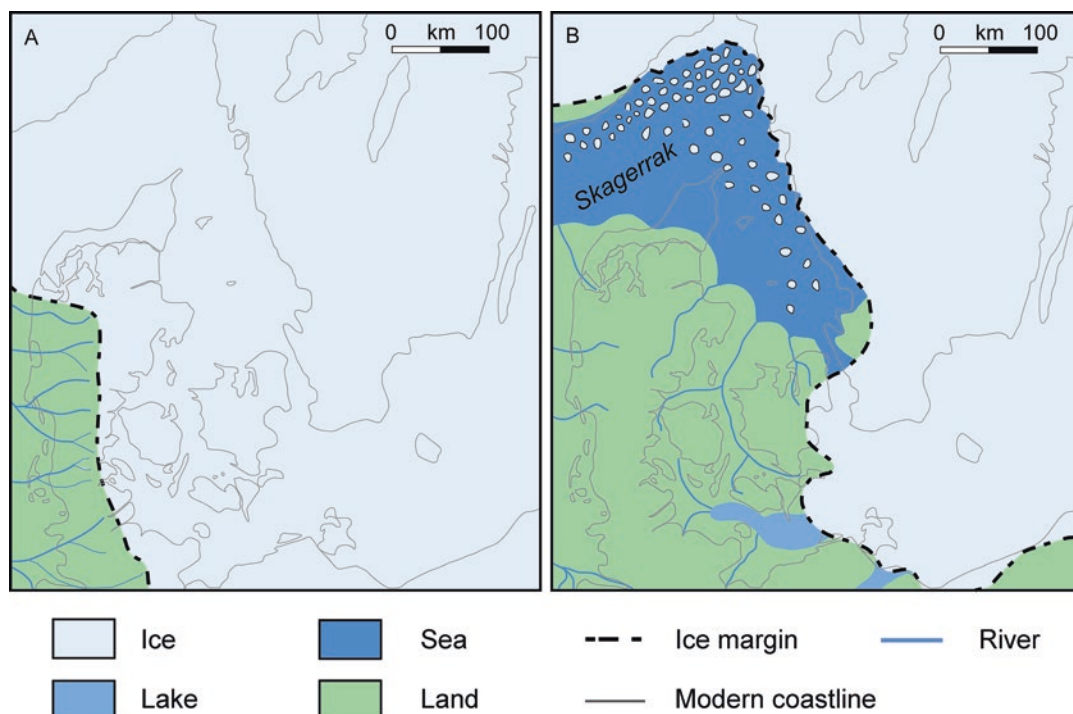 A
0 km 100
B
0 km 100
Skagerrak
Ice
Sea
Ice margin
River
Lake
Land
Modern coastline